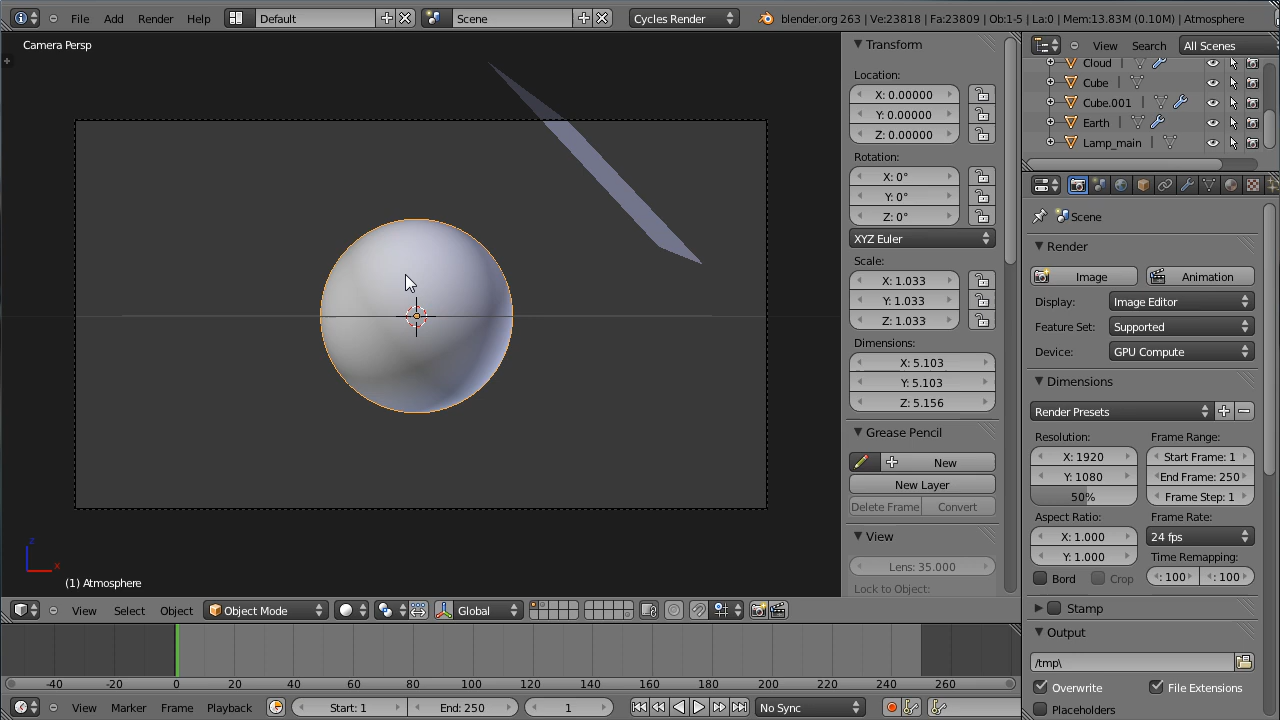 File Add Render Help Default Scene Cycles Render blender.org 263 | Ve:23818 | Fa:23809 | Ob:1-5 | La:0 | Mem:13.83M (0.10M) | Atmosphere
Camera Persp
Transform
Location:
X: 0.00000
Y: 0.00000
Z: 0.00000
Rotation:
X: 0°
Y: 0°
Z: 0°
XYZ Euler
Scale:
X: 1.033
Y: 1.033
Z: 1.033
Dimensions:
X: 5.103
Y: 5.103
Z: 5.156
Grease Pencil
New
New Layer
Delete Frame Convert
View
Lens: 35.000
Lock to Object:
View Search All Scenes
Cloud
Cube
Cube.001
Earth
Lamp_main
Scene
Render
Image Animation
Display: Image Editor
Feature Set: Supported
Device: GPU Compute
Dimensions
Render Presets
Resolution: Frame Range:
X: 1920 Start Frame: 1
Y: 1080 End Frame: 250
50% Frame Step: 1
Aspect Ratio: Frame Rate:
X: 1.000 24 fps
Y: 1.000 Time Remapping:
Bord Crop : 100 : 100
Stamp
Output
/tmp\
Overwrite File Extensions
Placeholders
z
x
(1) Atmosphere
View Select Object Object Mode Global
-40 -20 0 20 40 60 80 100 120 140 160 180 200 220 240 260
View Marker Frame Playback Start: 1 End: 250 1 No Sync